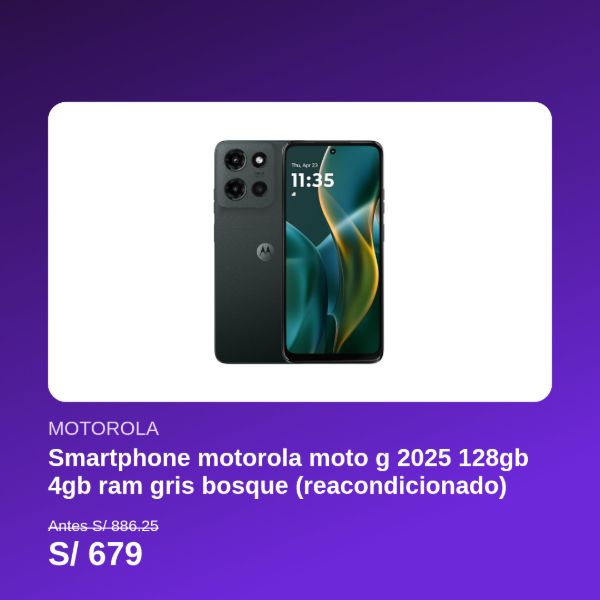 Thu, Apr 23
11:35
MOTOROLA
Smartphone motorola moto g 2025 128gb
4gb ram gris bosque (reacondicionado)
Antes S/ 886.25
S/ 679